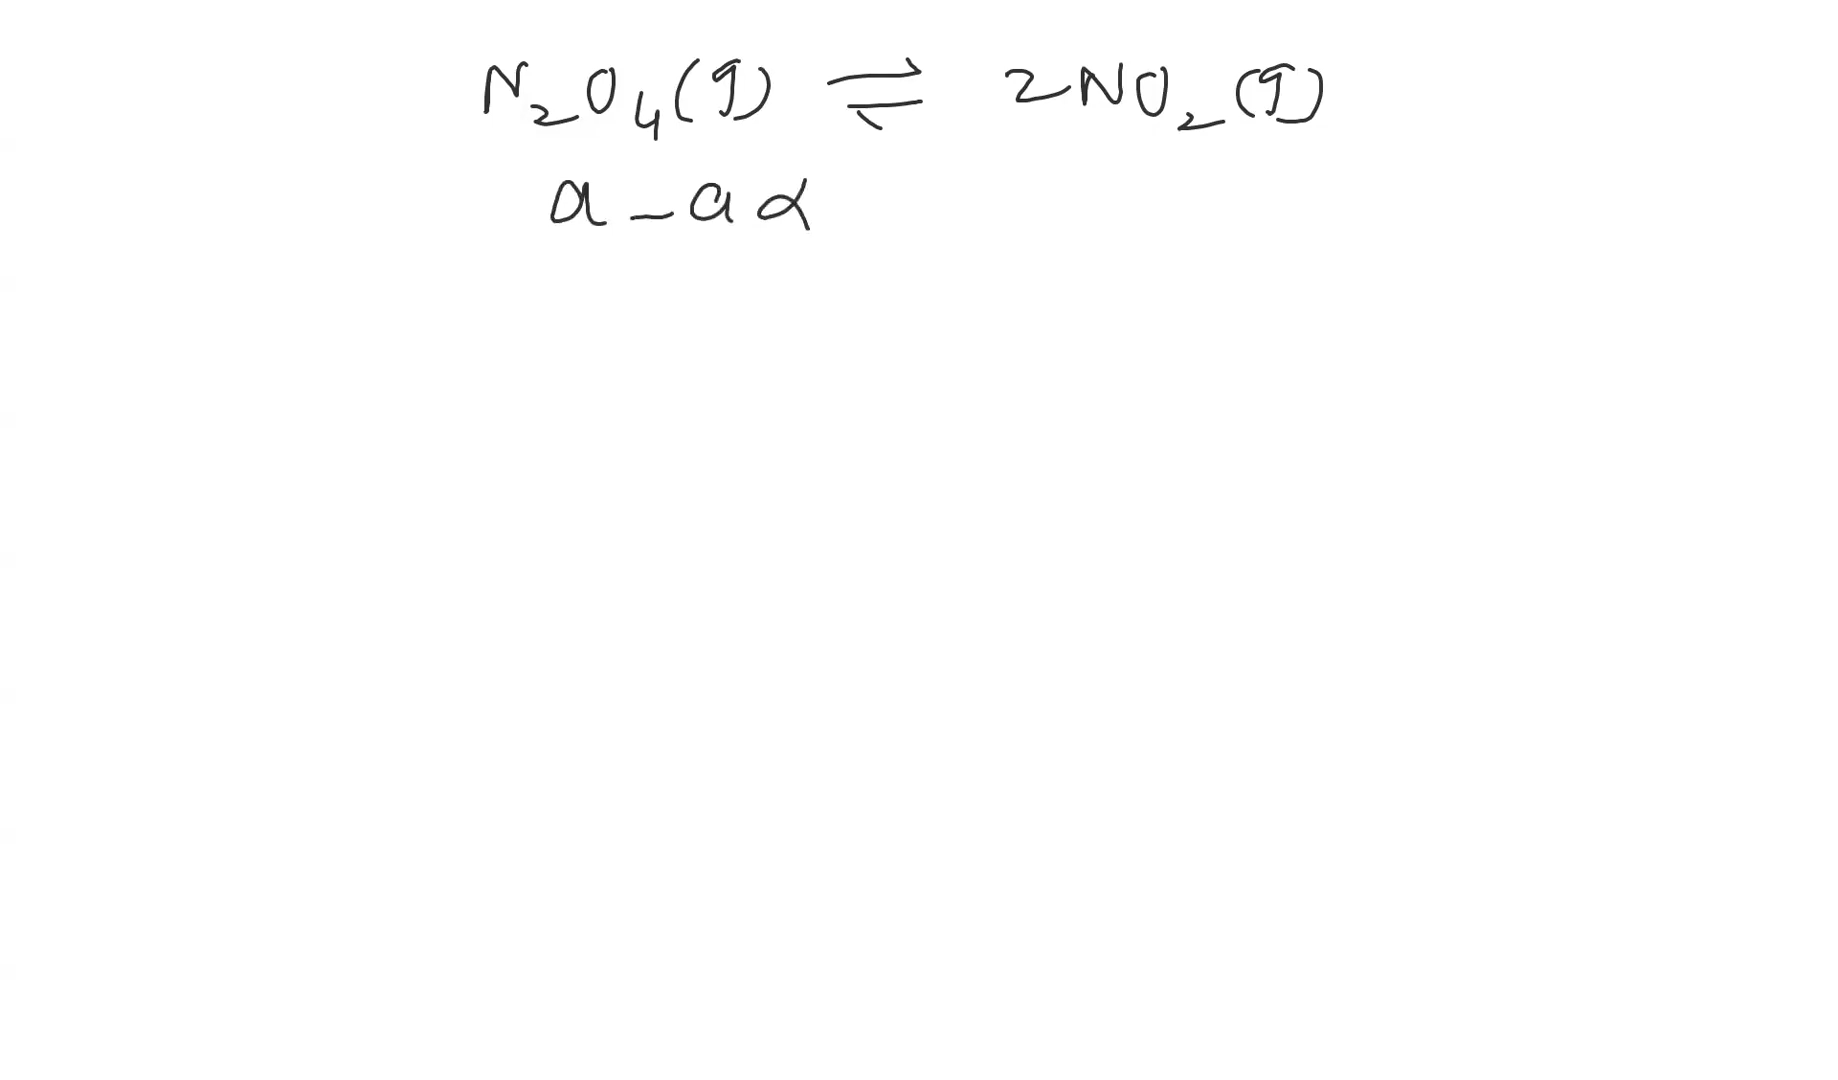 N₂O₄(g) ⇌ 2NO₂(g)
a - aα